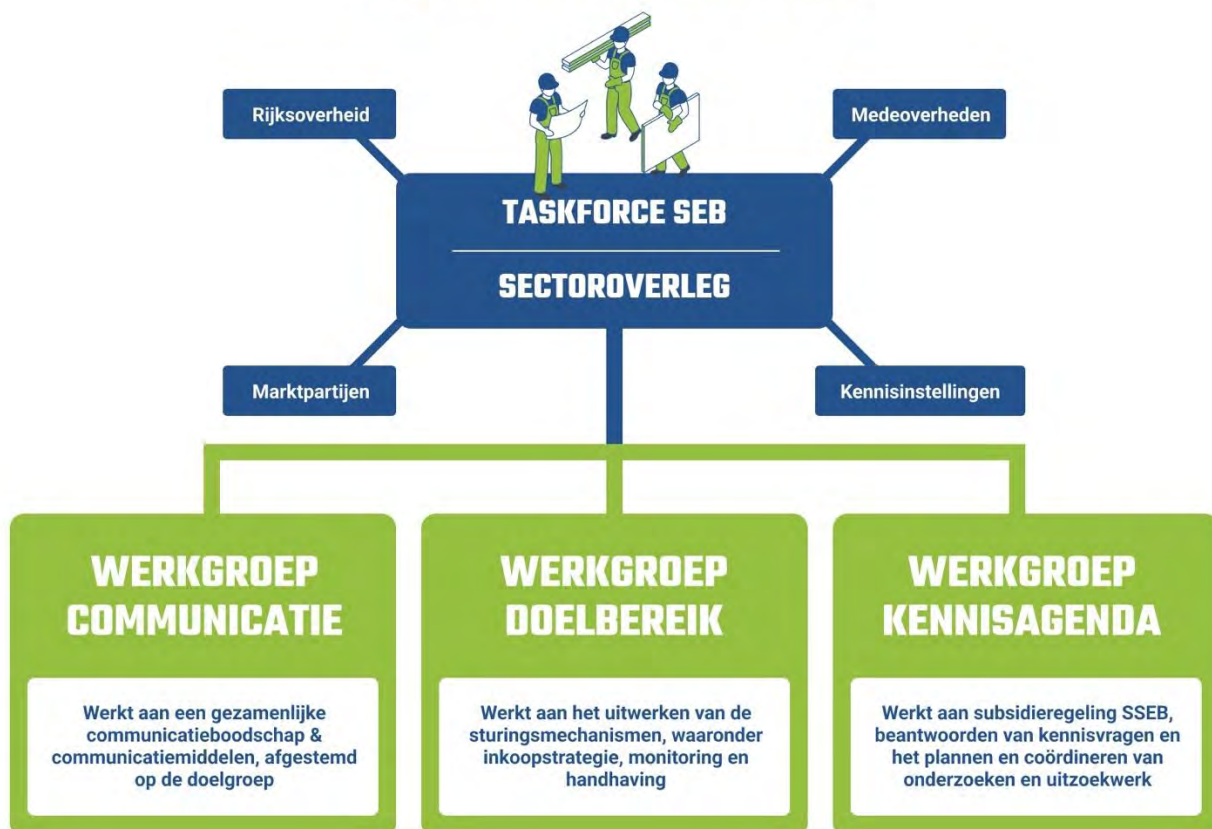 Rijksoverheid
Medeoverheden
TASKFORCE SEB
SECTOROVERLEG
Marktpartijen
Kennisinstellingen
WERKGROEP
COMMUNICATIE
Werkt aan een gezamenlijke
communicatieboodschap &
communicatiemiddelen, afgestemd
op de doelgroep
WERKGROEP
DOELBEREIK
Werkt aan het uitwerken van de
sturingsmechanismen, waaronder
inkoopstrategie, monitoring en
handhaving
WERKGROEP
KENNISAGENDA
Werkt aan subsidieregeling SSEB,
beantwoorden van kennisvragen en
het plannen en coördineren van
onderzoeken en uitzoekwerk